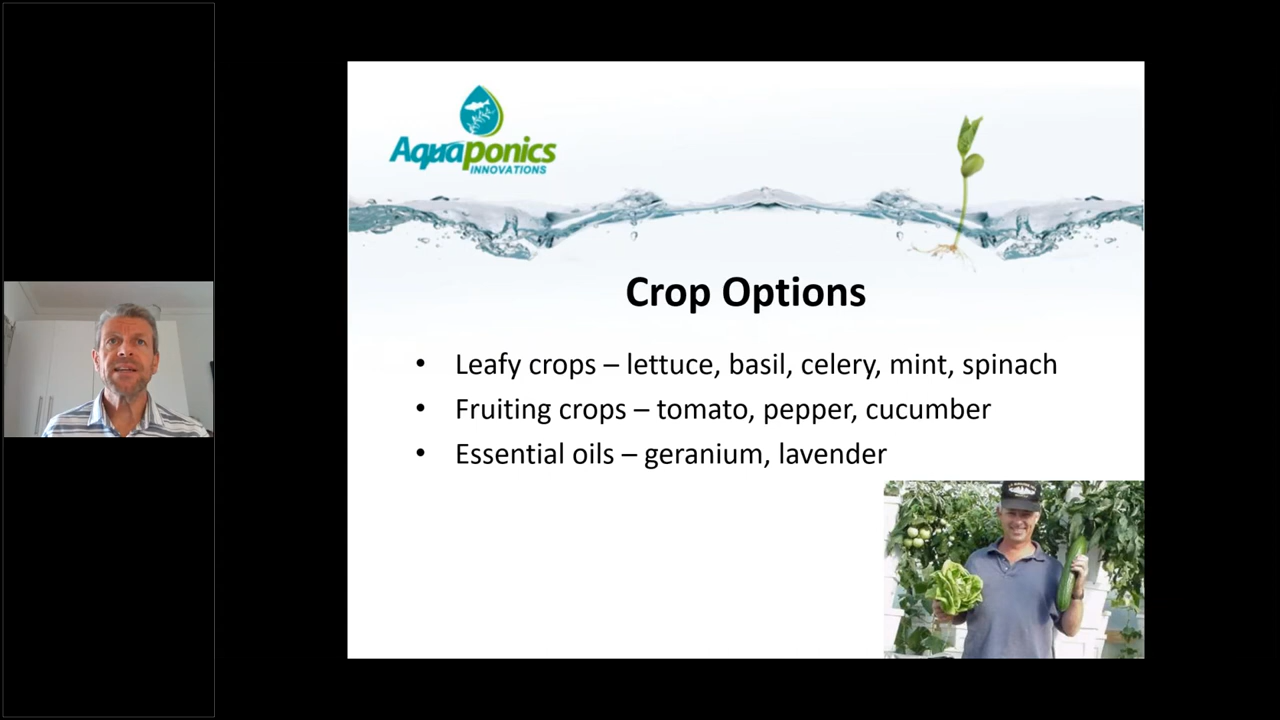 Aquaponics
INNOVATIONS
Crop Options
• Leafy crops – lettuce, basil, celery, mint, spinach
• Fruiting crops – tomato, pepper, cucumber
• Essential oils – geranium, lavender